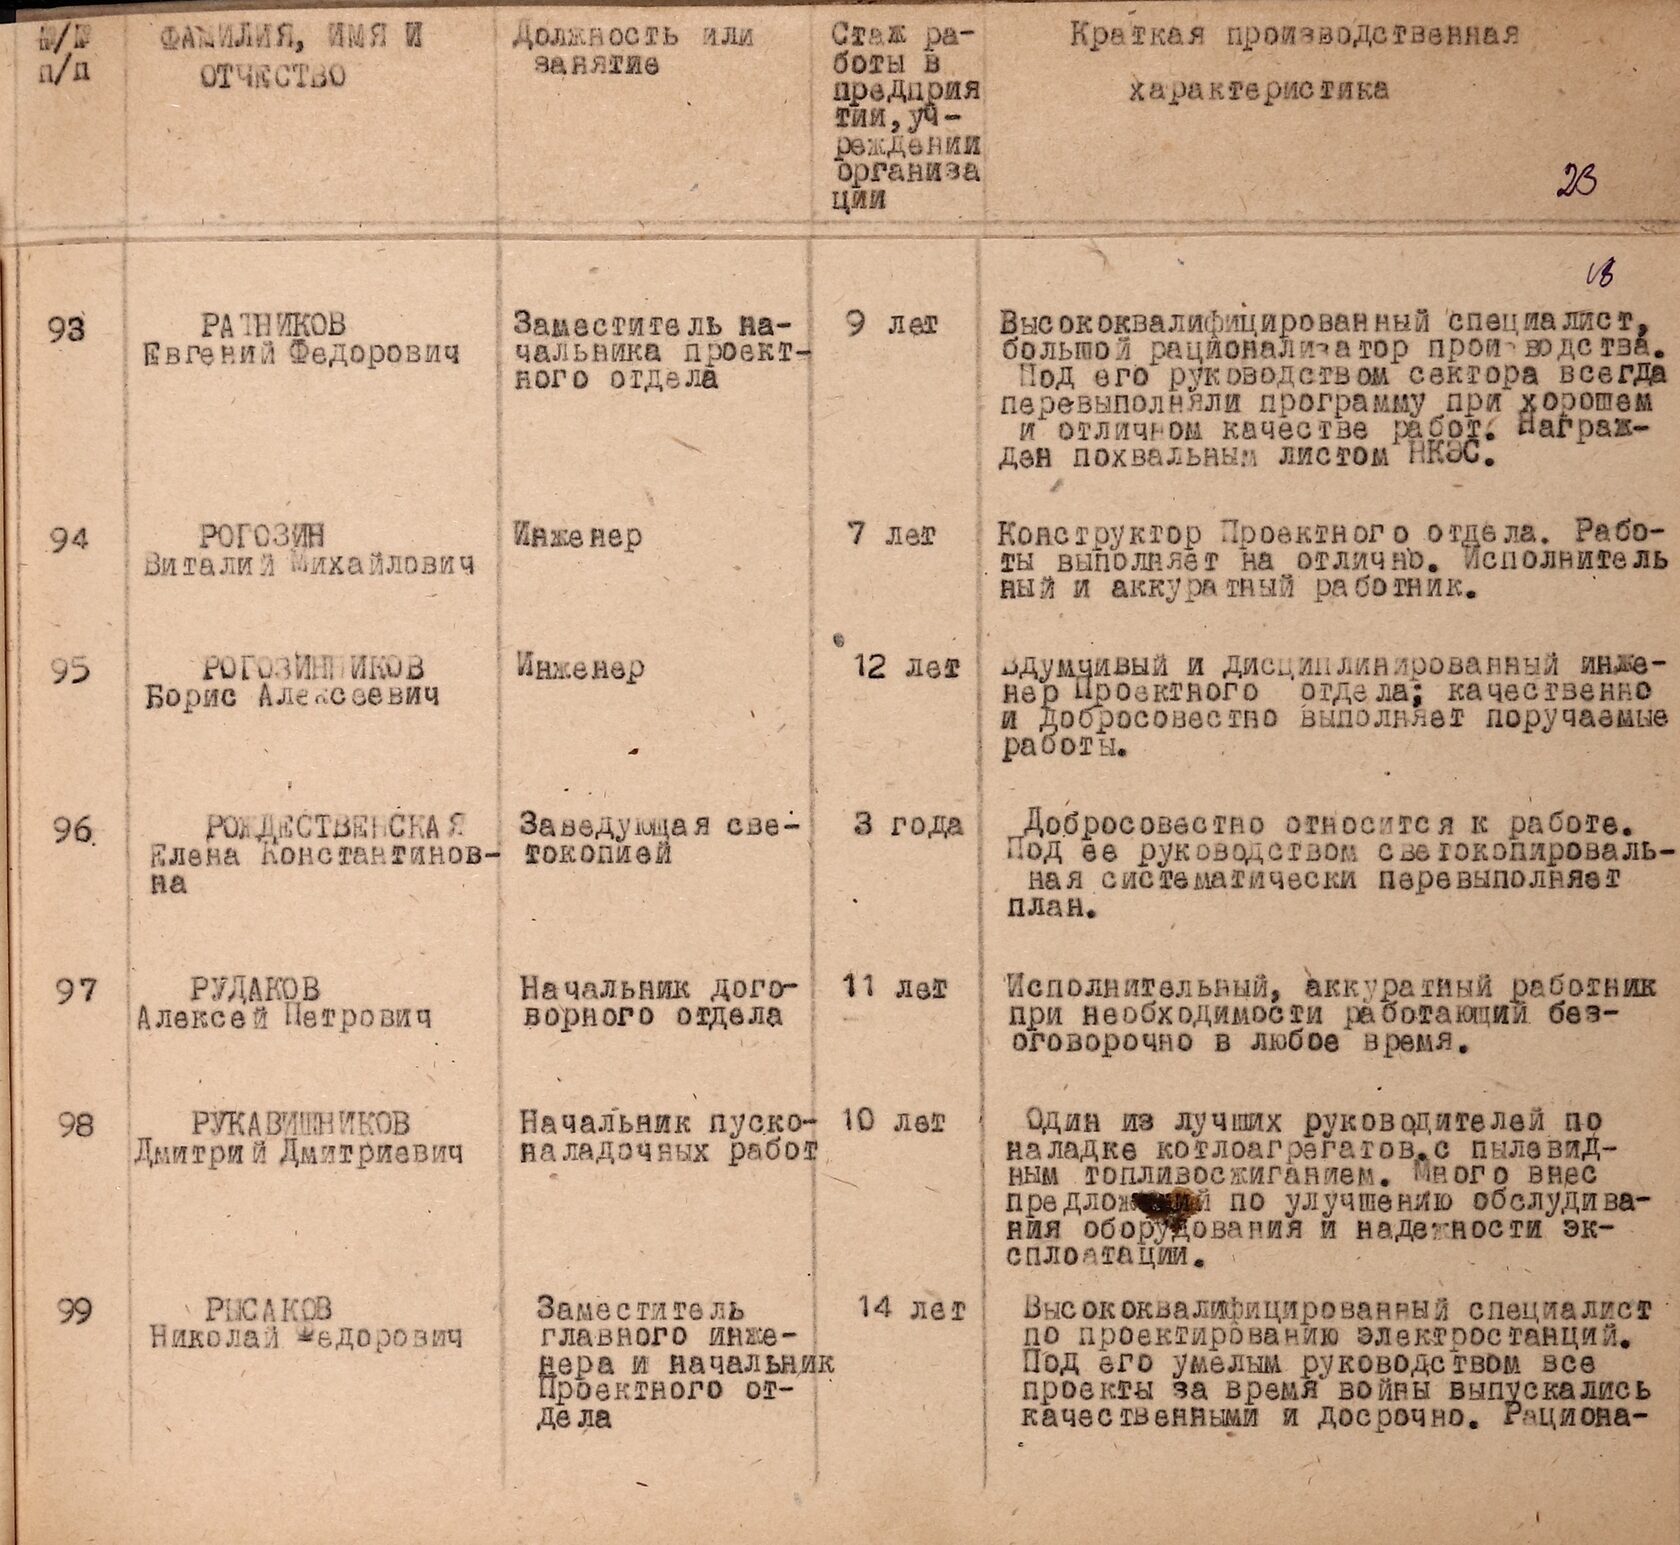 №/№ ФАМИЛИЯ, ИМЯ И Должность или Стаж ра- Краткая производственная
п/п ОТЧЕСТВО занятие боты в характеристика
предприя
тии, уч-
реждении
организа
ции
23
18
93 РАТНИКОВ Заместитель на- 9 лет Высококвалифицированный специалист,
Евгений Федорович чальника проект- большой рационализатор производства.
ного отдела Под его руководством сектора всегда
перевыполняли программу при хорошем
и отличном качестве работ. Награж-
ден похвальным листом НКЭС.
94 РОГОЗИН Инженер 7 лет Конструктор Проектного отдела. Рабо-
Виталий Михайлович ты выполняет на отлично. Исполнитель
ный и аккуратный работник.
95 РОГОЗИННИКОВ Инженер 12 лет Вдумчивый и дисциплинированный инже-
Борис Алексеевич нер Проектного отдела; качественно
и добросовестно выполняет поручаемые
работы.
96 РОЖДЕСТВЕНСКАЯ Заведующая све- 3 года Добросовестно относится к работе.
Елена Константинов- токопией Под ее руководством светокопироваль-
на ная систематически перевыполняет
план.
97 РУДАКОВ Начальник дого- 11 лет Исполнительный, аккуратный работник
Алексей Петрович ворного отдела при необходимости работающий без-
оговорочно в любое время.
98 РУКАВИШНИКОВ Начальник пуско- 10 лет Один из лучших руководителей по
Дмитрий Дмитриевич наладочных работ наладке котлоагрегатов.с пылевид-
ным топливосжиганием. Много внес
предложений по улучшению обслудива-
ния оборудования и надежности эк-
сплоатации.
99 РЫСАКОВ Заместитель 14 лет Высококвалифицированный специалист
Николай Федорович главного инже- по проектированию электростанций.
нера и начальник Под его умелым руководством все
Проектного от- проекты за время войны выпускались
дела качественными и досрочно. Рациона-